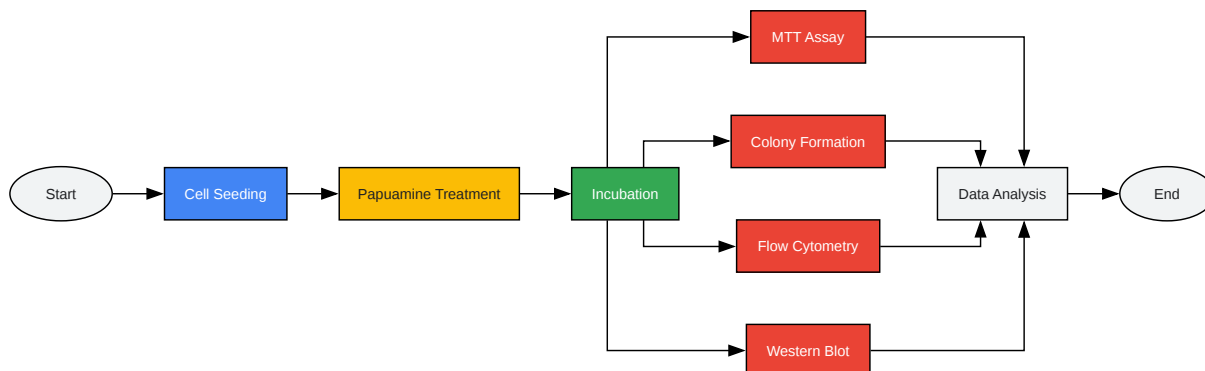 Start
Cell Seeding
Papuamine Treatment
Incubation
MTT Assay
Colony Formation
Flow Cytometry
Western Blot
Data Analysis
End